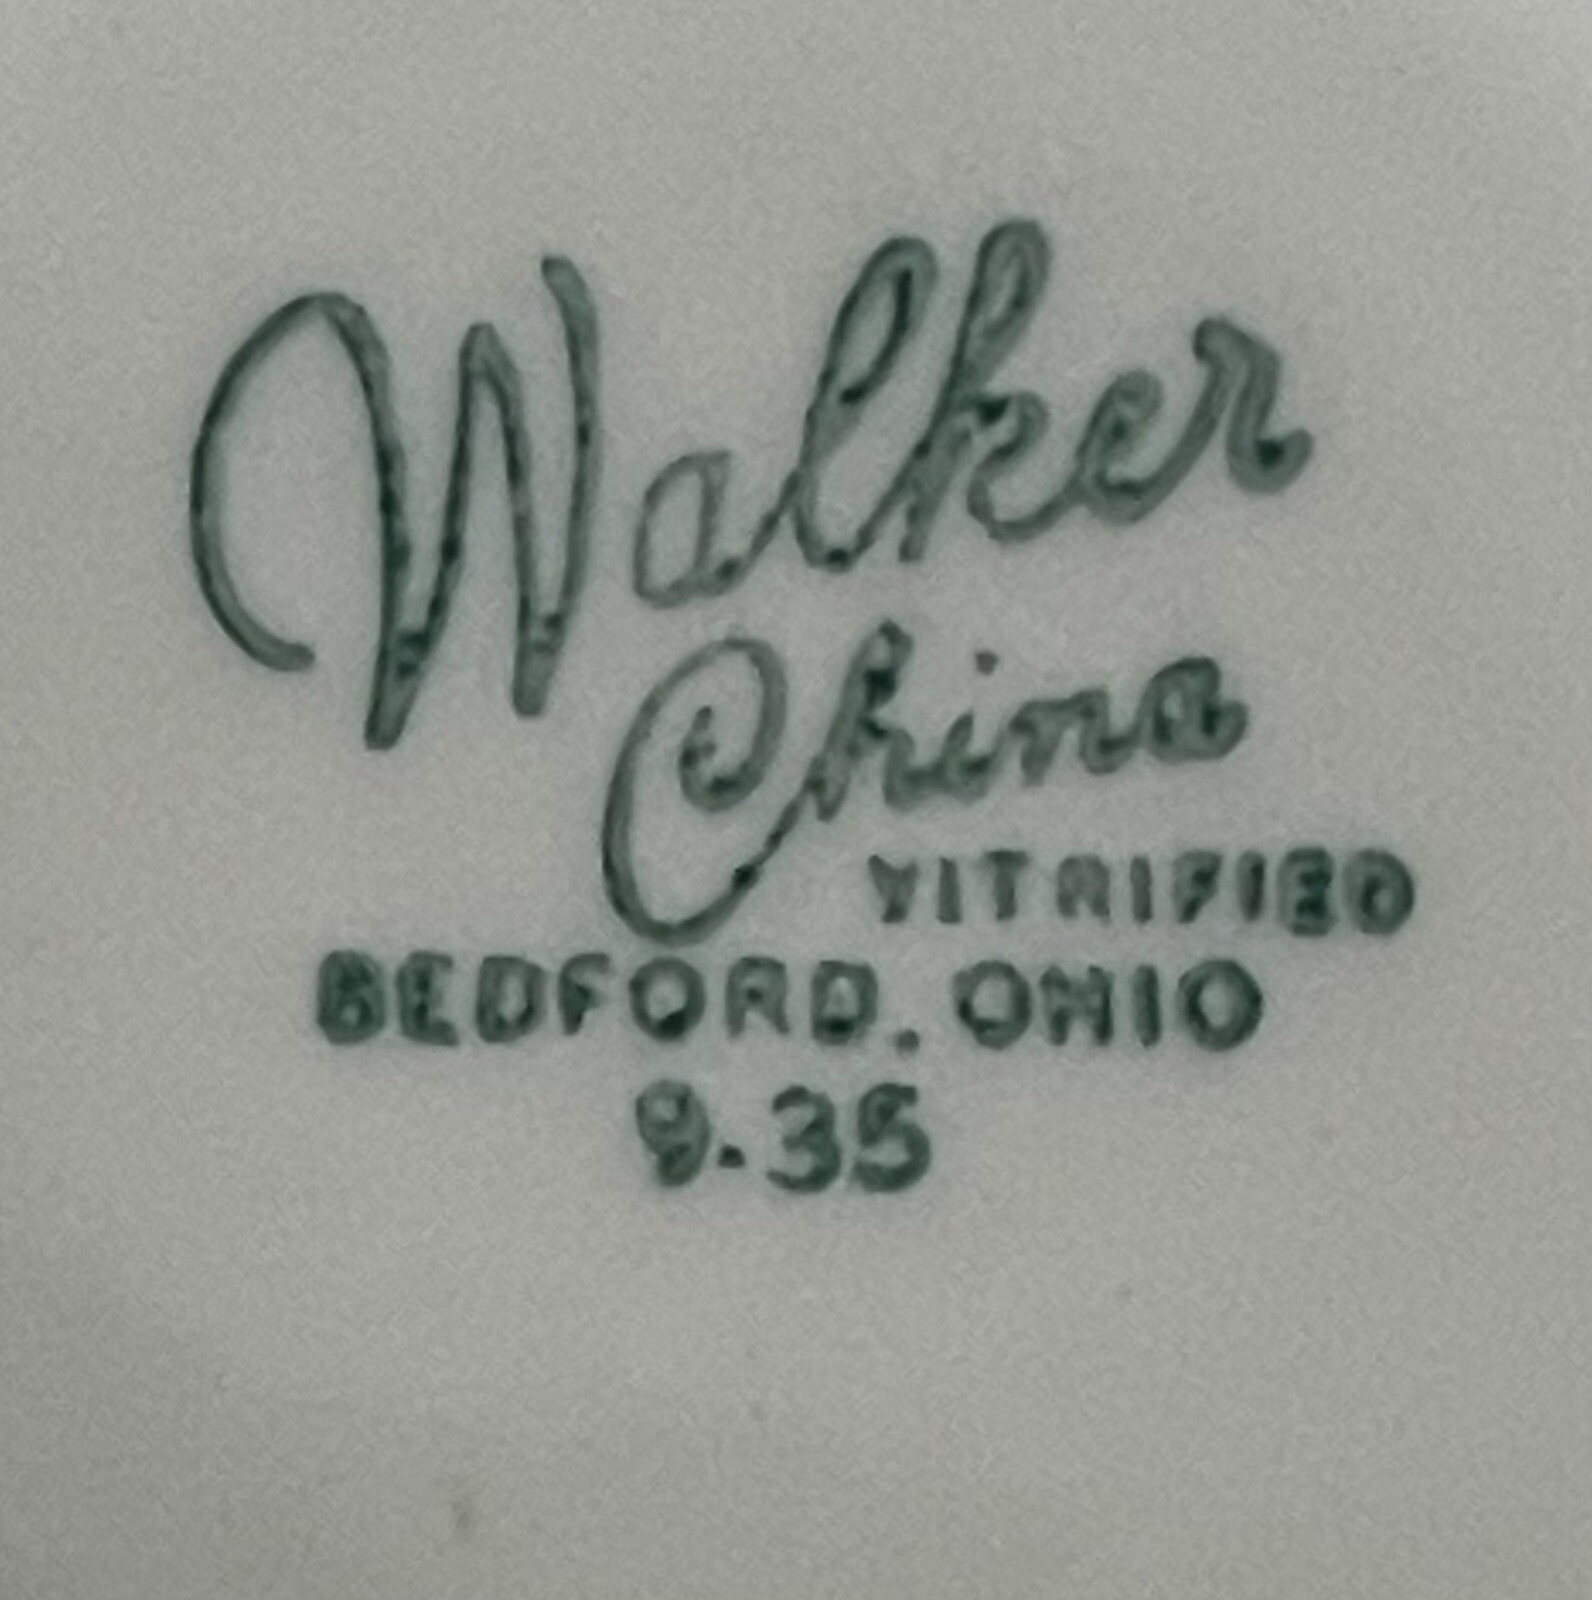 Walker
China
VITRIFIED
BEDFORD, OHIO
9-35